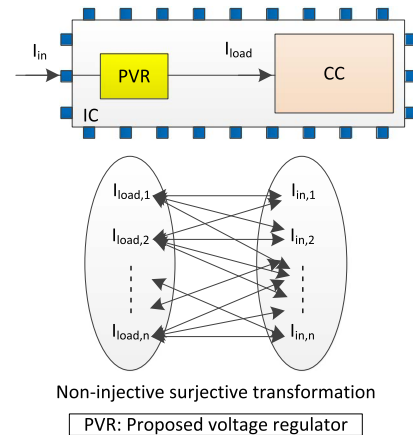 I_in
PVR
I_load
CC
IC
I_load,1 I_in,1
I_load,2 I_in,2
I_load,n I_in,n
Non-injective surjective transformation
PVR: Proposed voltage regulator